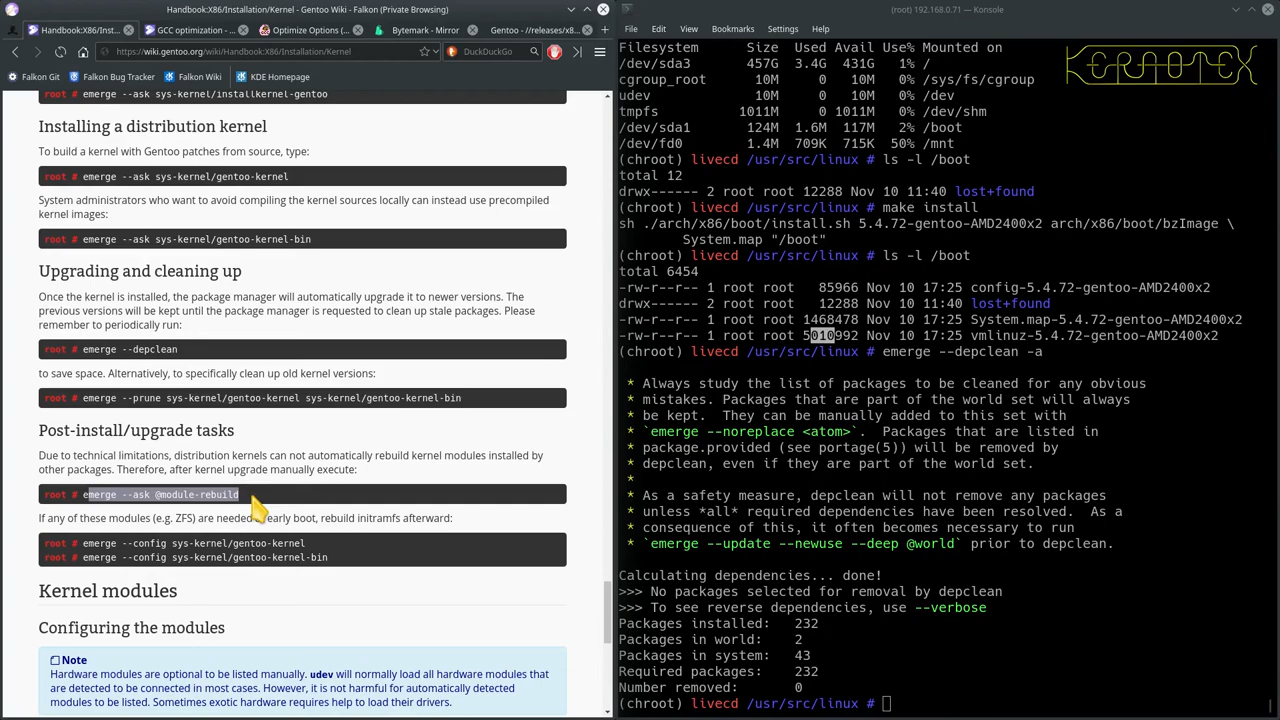 Handbook:X86/Installation/Kernel - Gentoo Wiki - Falkon (Private Browsing)
Handbook:X86/Inst...
GCC optimization - ...
Optimize Options (...
Bytemark - Mirror
Gentoo - //releases/x8...
https://wiki.gentoo.org/wiki/Handbook:X86/Installation/Kernel
DuckDuckGo
Falkon Git
Falkon Bug Tracker
Falkon Wiki
KDE Homepage
root # emerge --ask sys-kernel/installkernel-gentoo
Installing a distribution kernel
To build a kernel with Gentoo patches from source, type:
root # emerge --ask sys-kernel/gentoo-kernel
System administrators who want to avoid compiling the kernel sources locally can instead use precompiled
kernel images:
root # emerge --ask sys-kernel/gentoo-kernel-bin
Upgrading and cleaning up
Once the kernel is installed, the package manager will automatically upgrade it to newer versions. The
previous versions will be kept until the package manager is requested to clean up stale packages. Please
remember to periodically run:
root # emerge --depclean
to save space. Alternatively, to specifically clean up old kernel versions:
root # emerge --prune sys-kernel/gentoo-kernel sys-kernel/gentoo-kernel-bin
Post-install/upgrade tasks
Due to technical limitations, distribution kernels can not automatically rebuild kernel modules installed by
other packages. Therefore, after kernel upgrade manually execute:
root # emerge --ask @module-rebuild
If any of these modules (e.g. ZFS) are needed early boot, rebuild initramfs afterward:
root # emerge --config sys-kernel/gentoo-kernel
root # emerge --config sys-kernel/gentoo-kernel-bin
Kernel modules
Configuring the modules
Note
Hardware modules are optional to be listed manually. udev will normally load all hardware modules that
are detected to be connected in most cases. However, it is not harmful for automatically detected
modules to be listed. Sometimes exotic hardware requires help to load their drivers.
(root) 192.168.0.71 — Konsole
File Edit View Bookmarks Settings Help
KERNOTEX
Filesystem Size Used Avail Use% Mounted on
/dev/sda3 457G 3.4G 431G 1% /
cgroup_root 10M 0 10M 0% /sys/fs/cgroup
udev 10M 0 10M 0% /dev
tmpfs 1011M 0 1011M 0% /dev/shm
/dev/sda1 124M 1.6M 117M 2% /boot
/dev/fd0 1.4M 709K 715K 50% /mnt
(chroot) livecd /usr/src/linux # ls -l /boot
total 12
drwx------ 2 root root 12288 Nov 10 11:40 lost+found
(chroot) livecd /usr/src/linux # make install
sh ./arch/x86/boot/install.sh 5.4.72-gentoo-AMD2400x2 arch/x86/boot/bzImage \
System.map "/boot"
(chroot) livecd /usr/src/linux # ls -l /boot
total 6454
-rw-r--r-- 1 root root 85966 Nov 10 17:25 config-5.4.72-gentoo-AMD2400x2
drwx------ 2 root root 12288 Nov 10 11:40 lost+found
-rw-r--r-- 1 root root 1468478 Nov 10 17:25 System.map-5.4.72-gentoo-AMD2400x2
-rw-r--r-- 1 root root 5010992 Nov 10 17:25 vmlinuz-5.4.72-gentoo-AMD2400x2
(chroot) livecd /usr/src/linux # emerge --depclean -a
* Always study the list of packages to be cleaned for any obvious
* mistakes. Packages that are part of the world set will always
* be kept. They can be manually added to this set with
* `emerge --noreplace <atom>`. Packages that are listed in
* package.provided (see portage(5)) will be removed by
* depclean, even if they are part of the world set.
*
* As a safety measure, depclean will not remove any packages
* unless *all* required dependencies have been resolved. As a
* consequence of this, it often becomes necessary to run
* `emerge --update --newuse --deep @world` prior to depclean.
Calculating dependencies... done!
>>> No packages selected for removal by depclean
>>> To see reverse dependencies, use --verbose
Packages installed: 232
Packages in world: 2
Packages in system: 43
Required packages: 232
Number removed: 0
(chroot) livecd /usr/src/linux #